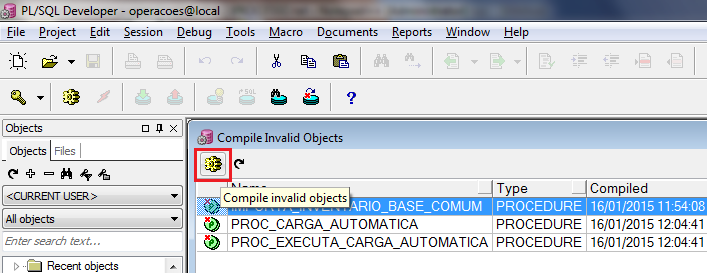 PL/SQL Developer - operacoes@local
File Project Edit Session Debug Tools Macro Documents Reports Window Help
SQL
?
Objects
Objects Files
<CURRENT USER>
All objects
Enter search text...
Recent objects
Compile Invalid Objects
Name Type Compiled
Compile invalid objects
IMPORTA_INVENTARIO_BASE_COMUM PROCEDURE 16/01/2015 11:54:08
PROC_CARGA_AUTOMATICA PROCEDURE 16/01/2015 12:04:41
PROC_EXECUTA_CARGA_AUTOMATICA PROCEDURE 16/01/2015 12:04:41